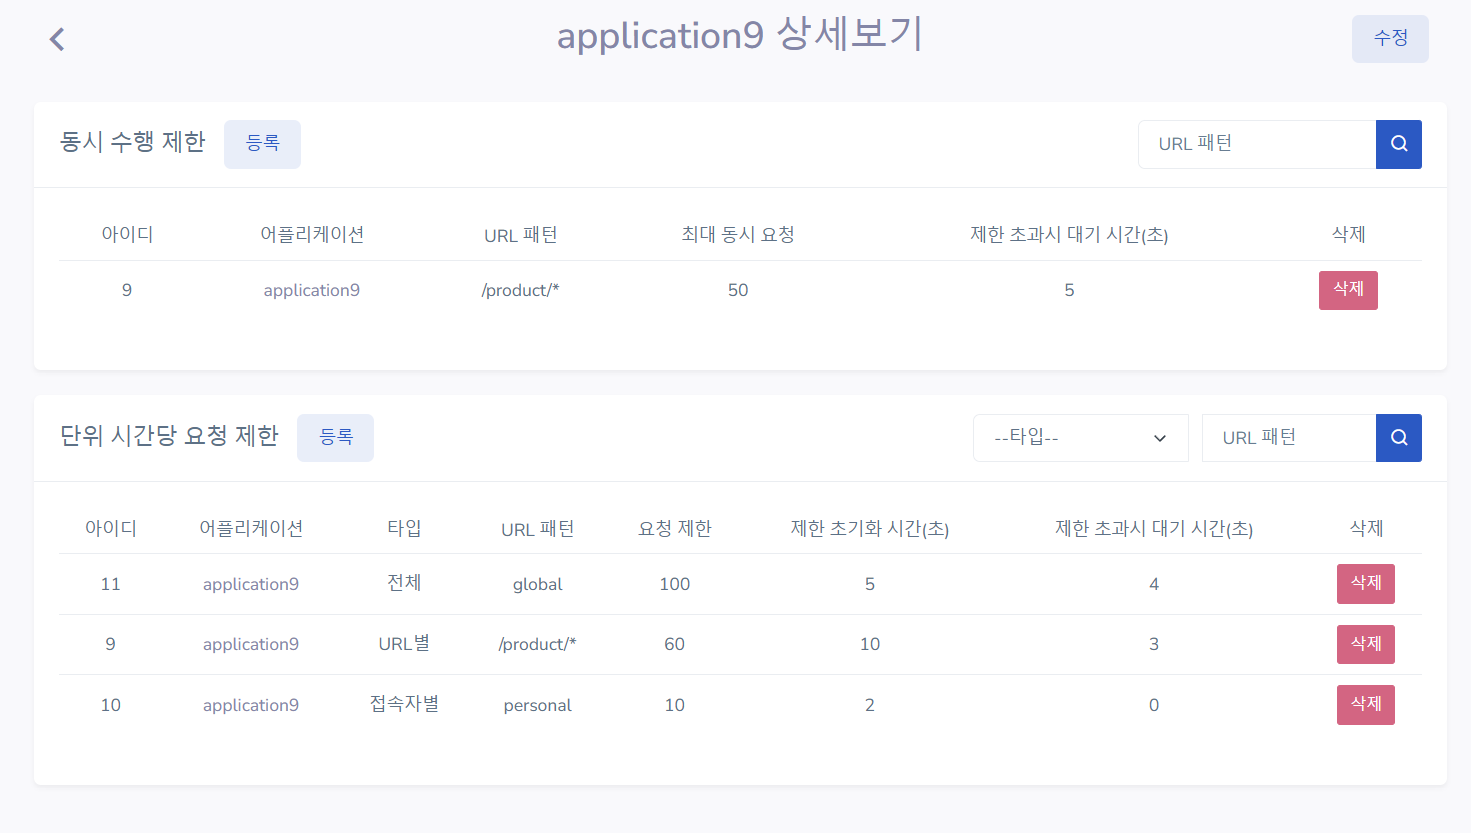 application9 상세보기
수정
동시 수행 제한
등록
URL 패턴
아이디 어플리케이션 URL 패턴 최대 동시 요청 제한 초과시 대기 시간(초) 삭제
9 application9 /product/* 50 5 삭제
단위 시간당 요청 제한
등록
--타입--
URL 패턴
아이디 어플리케이션 타입 URL 패턴 요청 제한 제한 초기화 시간(초) 제한 초과시 대기 시간(초) 삭제
11 application9 전체 global 100 5 4 삭제
9 application9 URL별 /product/* 60 10 3 삭제
10 application9 접속자별 personal 10 2 0 삭제